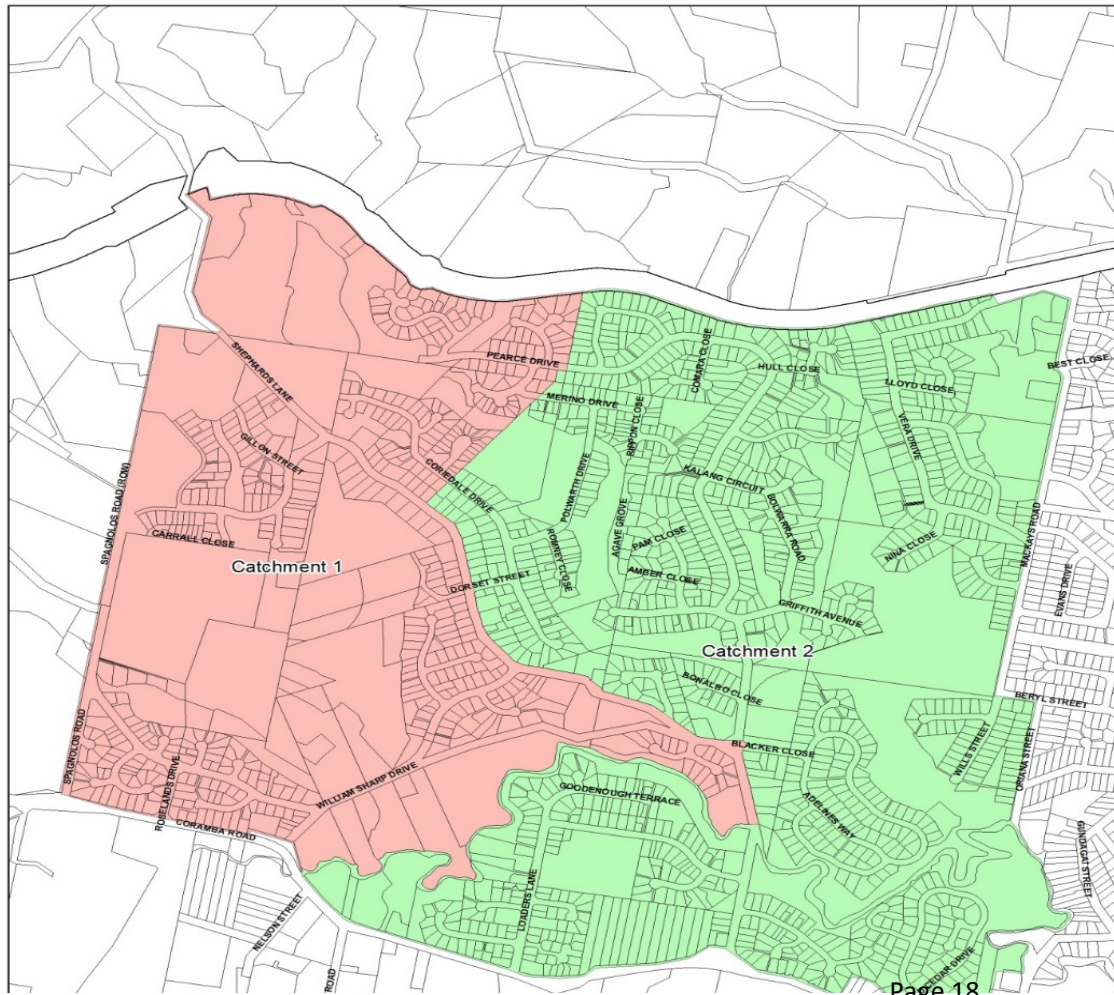 BEST CLOSE
COMARA CLOSE
HULL CLOSE
PEARCE DRIVE
LLOYD CLOSE
SHEPHARDS LANE
MERINO DRIVE
RIPPON CLOSE
VERA DRIVE
GILLON STREET
CORIEDALE DRIVE
KALANG CIRCUIT
POLWARTH DRIVE
BOLWARRA ROAD
SPAGNOLOS ROAD (ROW)
AGAVE GROVE
PAM CLOSE
NINA CLOSE
MACKAYS ROAD
CARRALL CLOSE
ROMNEY CLOSE
Catchment 1
AMBER CLOSE
DORSET STREET
EVANS DRIVE
GRIFFITH AVENUE
Catchment 2
BONALBO CLOSE
BERYL STREET
SPAGNOLOS ROAD
BLACKER CLOSE
WILLS STREET
ORIANA STREET
WILLIAM SHARP DRIVE
ROSELANDS DRIVE
GOODENOUGH TERRACE
ADELINES WAY
CORAMBA ROAD
GUNDAGAI STREET
LOADERS LANE
NELSON STREET
ROAD
CEDAR DRIVE
Page 18